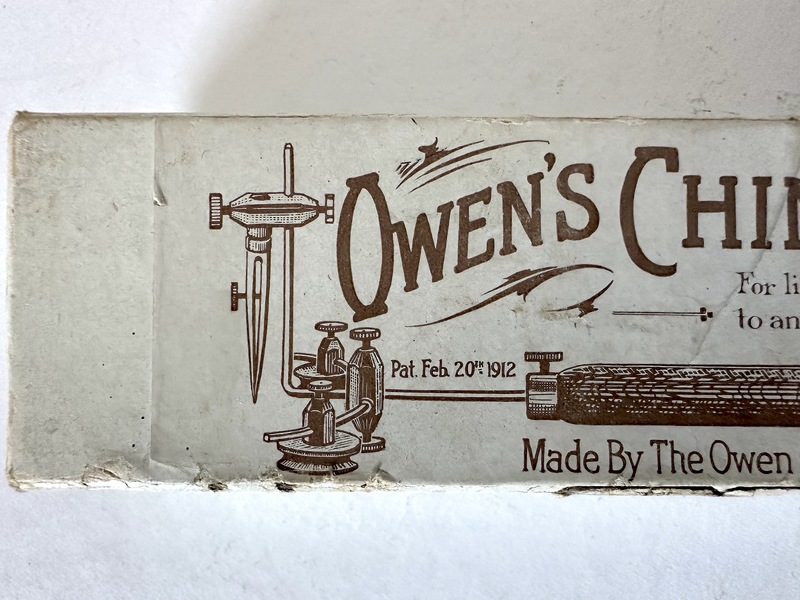 OWEN'S CHIN
For li
to an
Pat. Feb. 20TH 1912
Made By The Owen